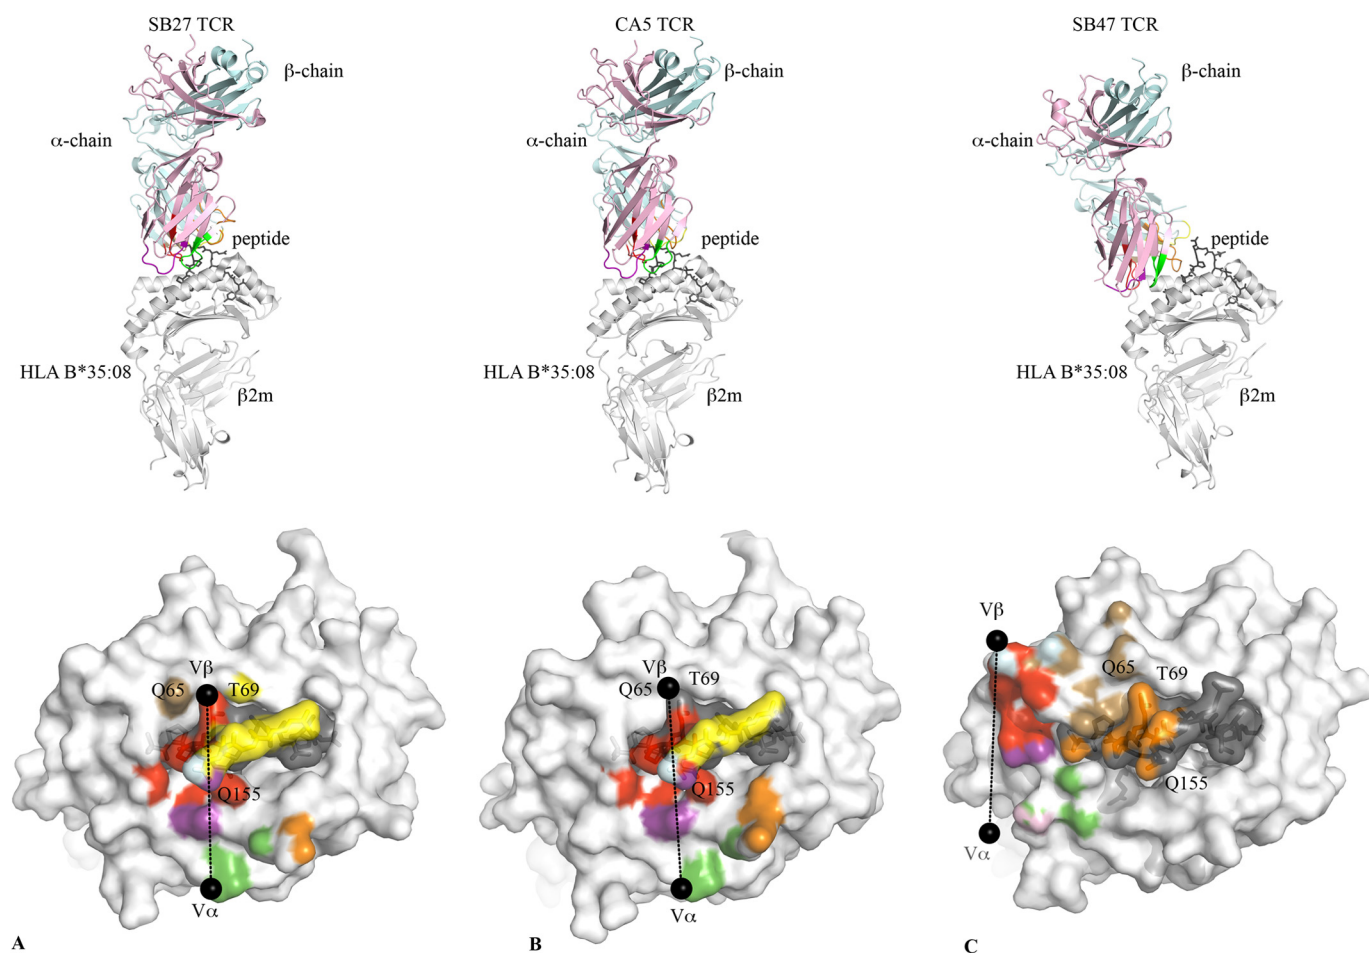 SB27 TCR
CA5 TCR
SB47 TCR
β-chain
β-chain
β-chain
α-chain
α-chain
α-chain
peptide
peptide
peptide
HLA B*35:08
HLA B*35:08
HLA B*35:08
β2m
β2m
β2m
Vβ
Q65
T69
Q155
Vα
A
Vβ
Q65
T69
Q155
Vα
B
Vβ
Q65
T69
Q155
Vα
C